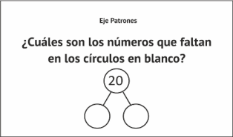 Eje Patrones
¿Cuáles son los números que faltan
en los círculos en blanco?
20